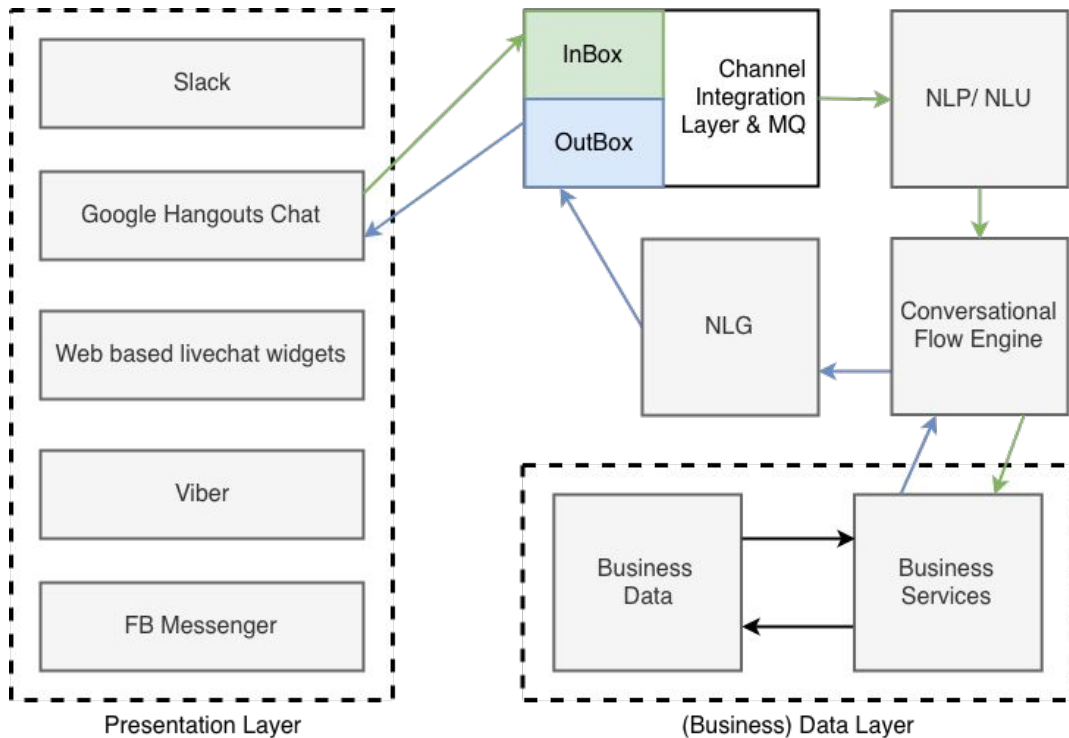 Slack
Google Hangouts Chat
Web based livechat widgets
Viber
FB Messenger
Presentation Layer
InBox
OutBox
Channel
Integration
Layer & MQ
NLP/ NLU
NLG
Conversational
Flow Engine
Business
Data
Business
Services
(Business) Data Layer